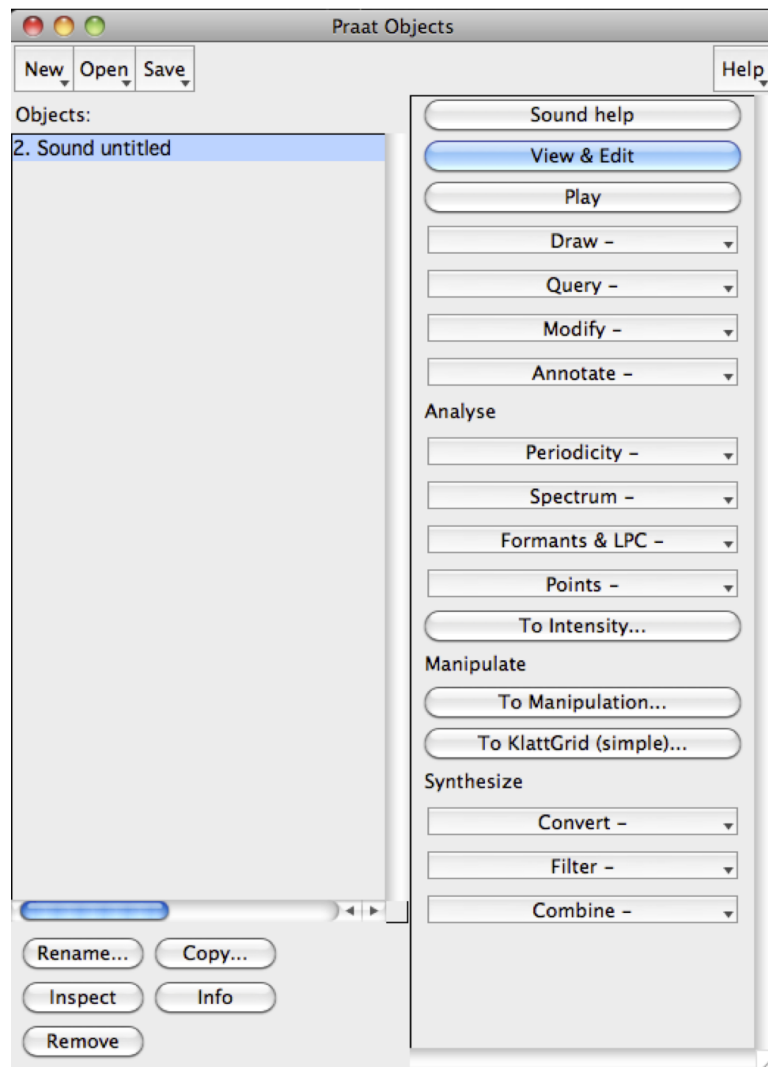 Praat Objects
New Open Save Help
Objects:
2. Sound untitled
Sound help
View & Edit
Play
Draw –
Query –
Modify –
Annotate –
Analyse
Periodicity –
Spectrum –
Formants & LPC –
Points –
To Intensity...
Manipulate
To Manipulation...
To KlattGrid (simple)...
Synthesize
Convert –
Filter –
Combine –
Rename... Copy...
Inspect Info
Remove